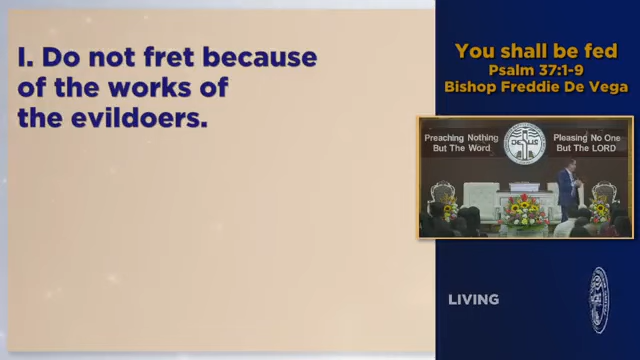 I. Do not fret because
of the works of
the evildoers.
You shall be fed
Psalm 37:1-9
Bishop Freddie De Vega
Preaching Nothing
But The Word
Pleasing No One
But The LORD
LIVING